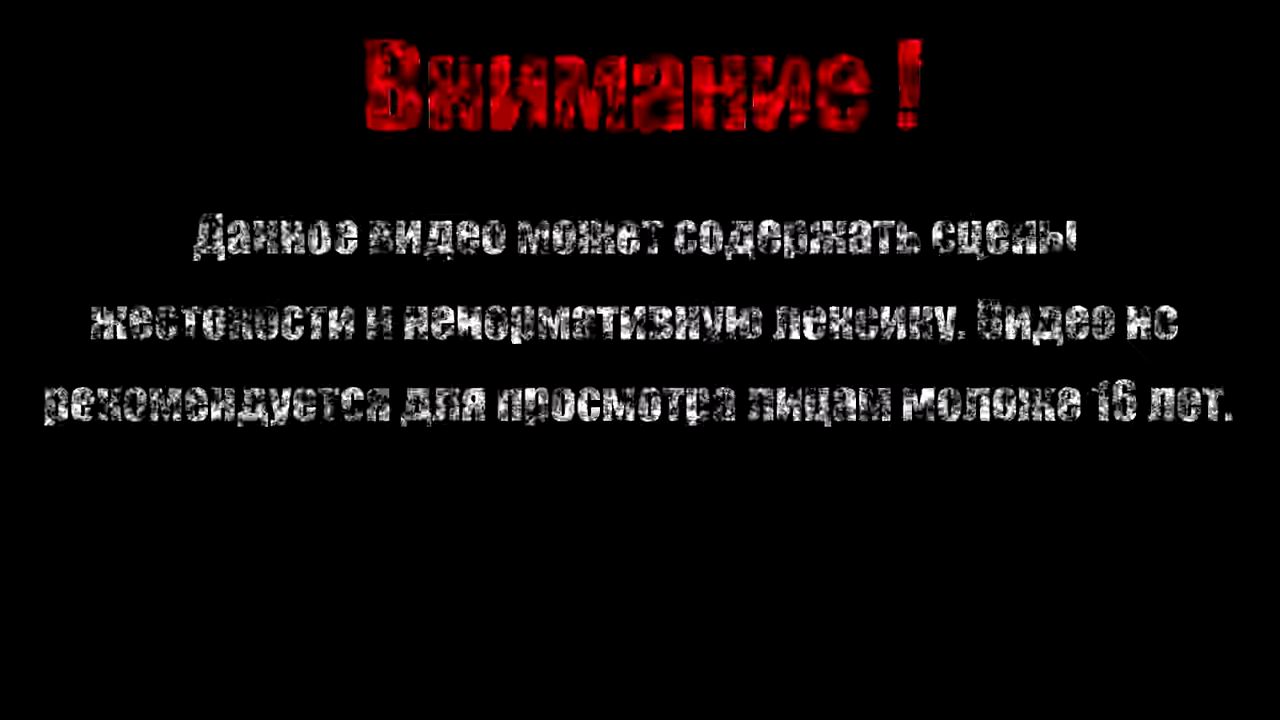 Внимание !
Данное видео может содержать сцены
жестокости и ненормативную лексику. Видео не
рекомендуется для просмотра лицам моложе 16 лет.